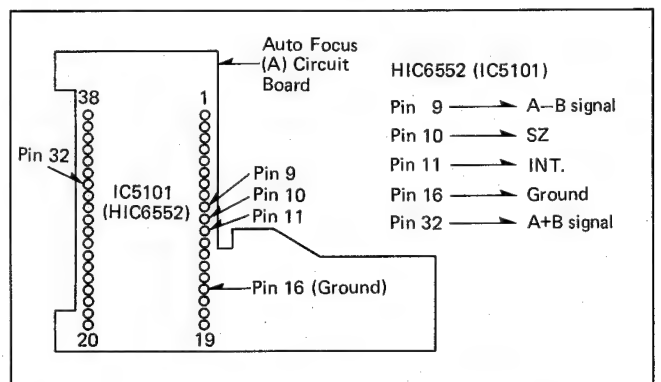 Auto Focus
(A) Circuit
Board
38
1
Pin 32
IC5101
(HIC6552)
Pin 9
Pin 10
Pin 11
Pin 16 (Ground)
20
19
HIC6552 (IC5101)
Pin 9 A−B signal
Pin 10 SZ
Pin 11 INT.
Pin 16 Ground
Pin 32 A+B signal